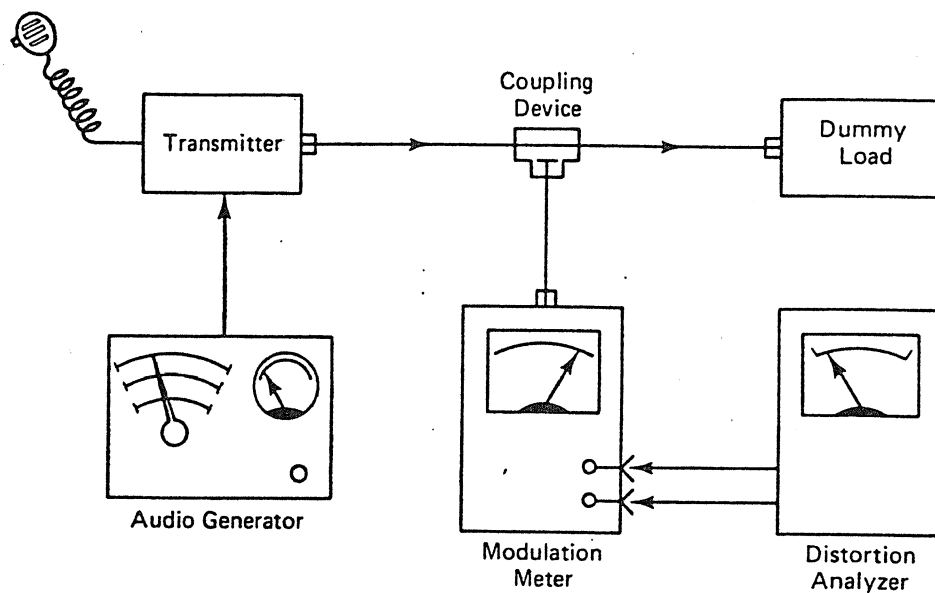 Coupling
Device
Transmitter
Dummy
Load
Audio Generator
Modulation
Meter
Distortion
Analyzer